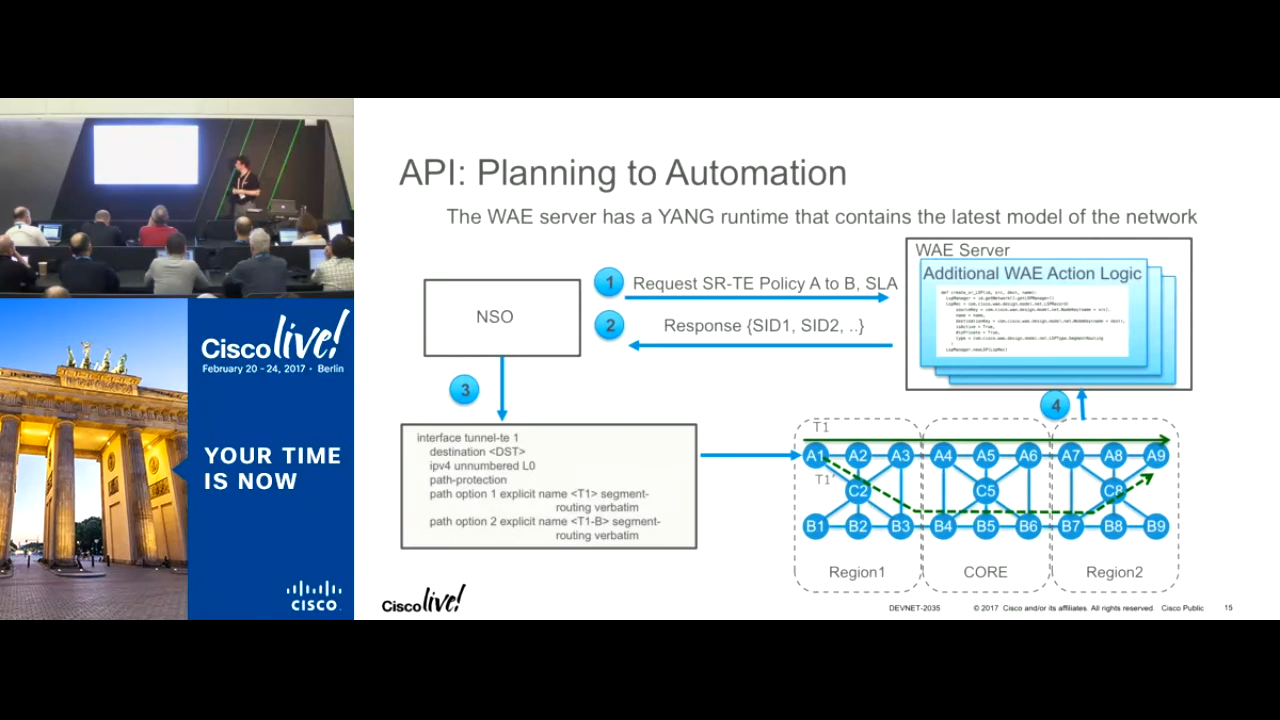 API: Planning to Automation
The WAE server has a YANG runtime that contains the latest model of the network
WAE Server
Additional WAE Action Logic
NSO
1
Request SR-TE Policy A to B, SLA
2
Response {SID1, SID2, ..}
3
4
interface tunnel-te 1
destination <DST>
ipv4 unnumbered L0
path-protection
path option 1 explicit name <T1> segment-
routing verbatim
path option 2 explicit name <T1-B> segment-
routing verbatim
T1
A1 A2 A3 A4 A5 A6 A7 A8 A9
T1'
C2 C5 C8
B1 B2 B3 B4 B5 B6 B7 B8 B9
Region1 CORE Region2
Cisco live!
DEVNET-2035 © 2017 Cisco and/or its affiliates. All rights reserved. Cisco Public 15
Cisco live!
February 20 - 24, 2017 · Berlin
YOUR TIME
IS NOW
CISCO.